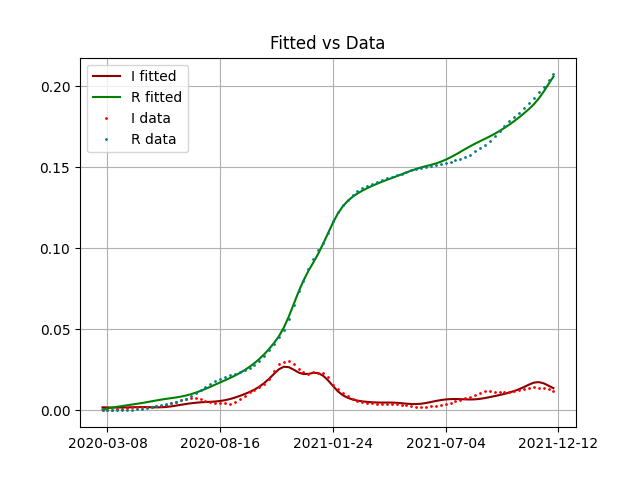 Fitted vs Data
I fitted
R fitted
I data
R data
0.20
0.15
0.10
0.05
0.00
2020-03-08 2020-08-16 2021-01-24 2021-07-04 2021-12-12